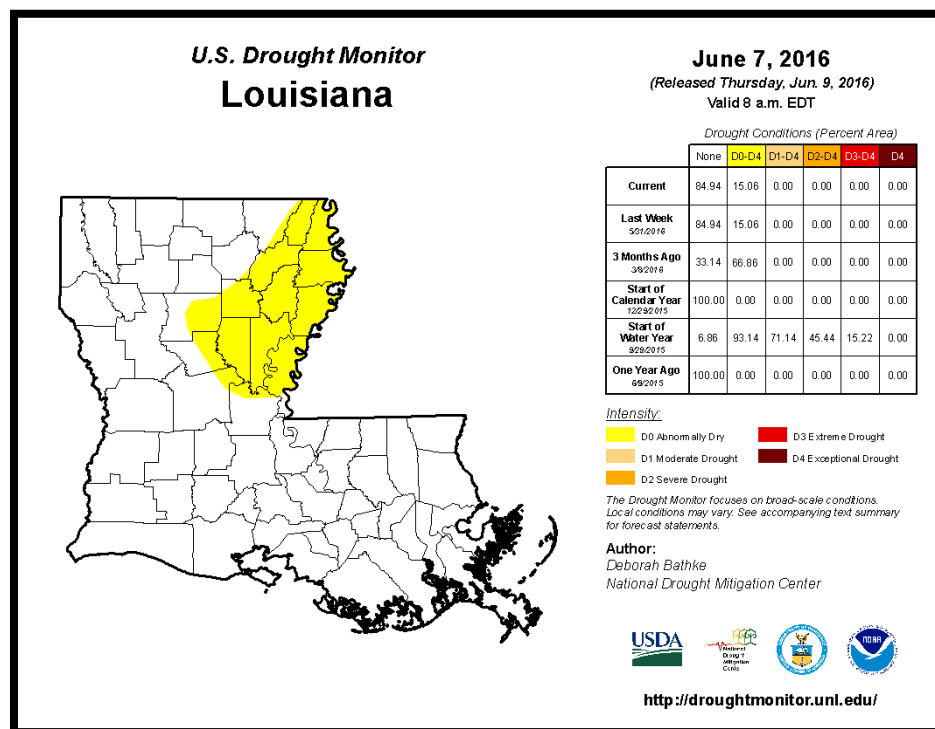 U.S. Drought Monitor
Louisiana
June 7, 2016
(Released Thursday, Jun. 9, 2016)
Valid 8 a.m. EDT
Drought Conditions (Percent Area)
None D0-D4 D1-D4 D2-D4 D3-D4 D4
Current 84.94 15.06 0.00 0.00 0.00 0.00
Last Week 5/31/2016 84.94 15.06 0.00 0.00 0.00 0.00
3 Months Ago 3/8/2016 33.14 66.86 0.00 0.00 0.00 0.00
Start of Calendar Year 12/29/2015 100.00 0.00 0.00 0.00 0.00 0.00
Start of Water Year 9/29/2015 6.86 93.14 71.14 45.44 15.22 0.00
One Year Ago 6/9/2015 100.00 0.00 0.00 0.00 0.00 0.00
Intensity:
D0 Abnormally Dry
D1 Moderate Drought
D2 Severe Drought
D3 Extreme Drought
D4 Exceptional Drought
The Drought Monitor focuses on broad-scale conditions.
Local conditions may vary. See accompanying text summary
for forecast statements.
Author:
Deborah Bathke
National Drought Mitigation Center
USDA
National
Drought
Mitigation
Center
NOAA
http://droughtmonitor.unl.edu/